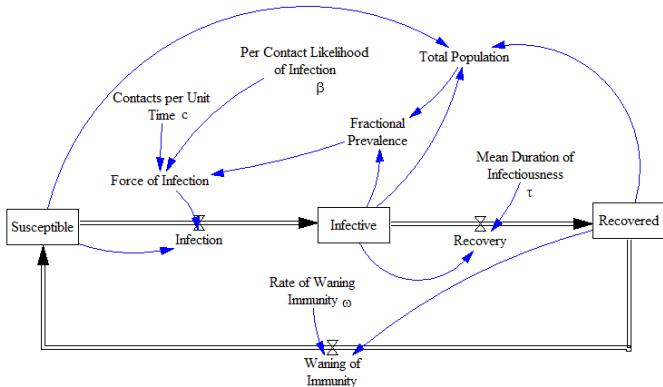 Per Contact Likelihood
of Infection
β
Total Population
Contacts per Unit
Time c
Fractional
Prevalence
Mean Duration of
Infectiousness
τ
Force of Infection
Susceptible
Infection
Infective
Recovery
Recovered
Rate of Waning
Immunity ω
Waning of
Immunity